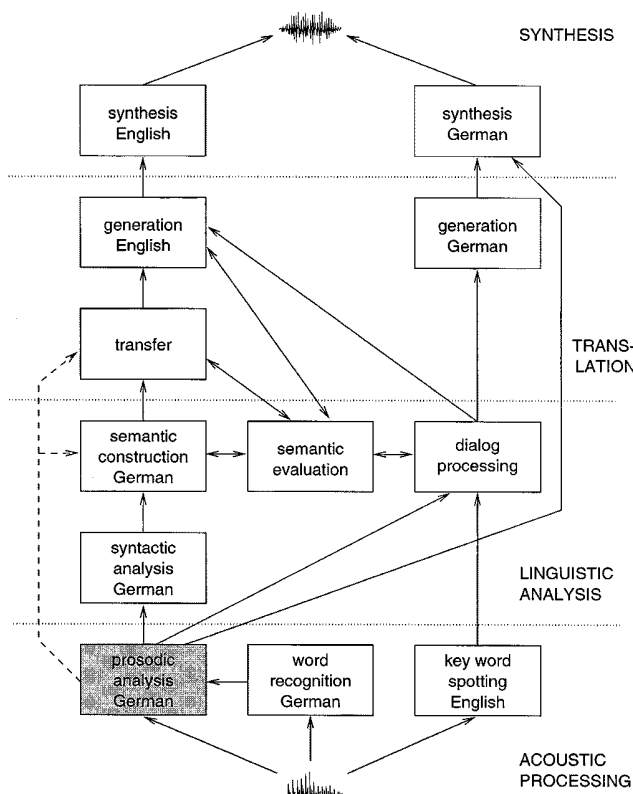 SYNTHESIS
synthesis
English
synthesis
German
generation
English
generation
German
transfer
TRANS-
LATION
semantic
construction
German
semantic
evaluation
dialog
processing
syntactic
analysis
German
LINGUISTIC
ANALYSIS
prosodic
analysis
German
word
recognition
German
key word
spotting
English
ACOUSTIC
PROCESSING